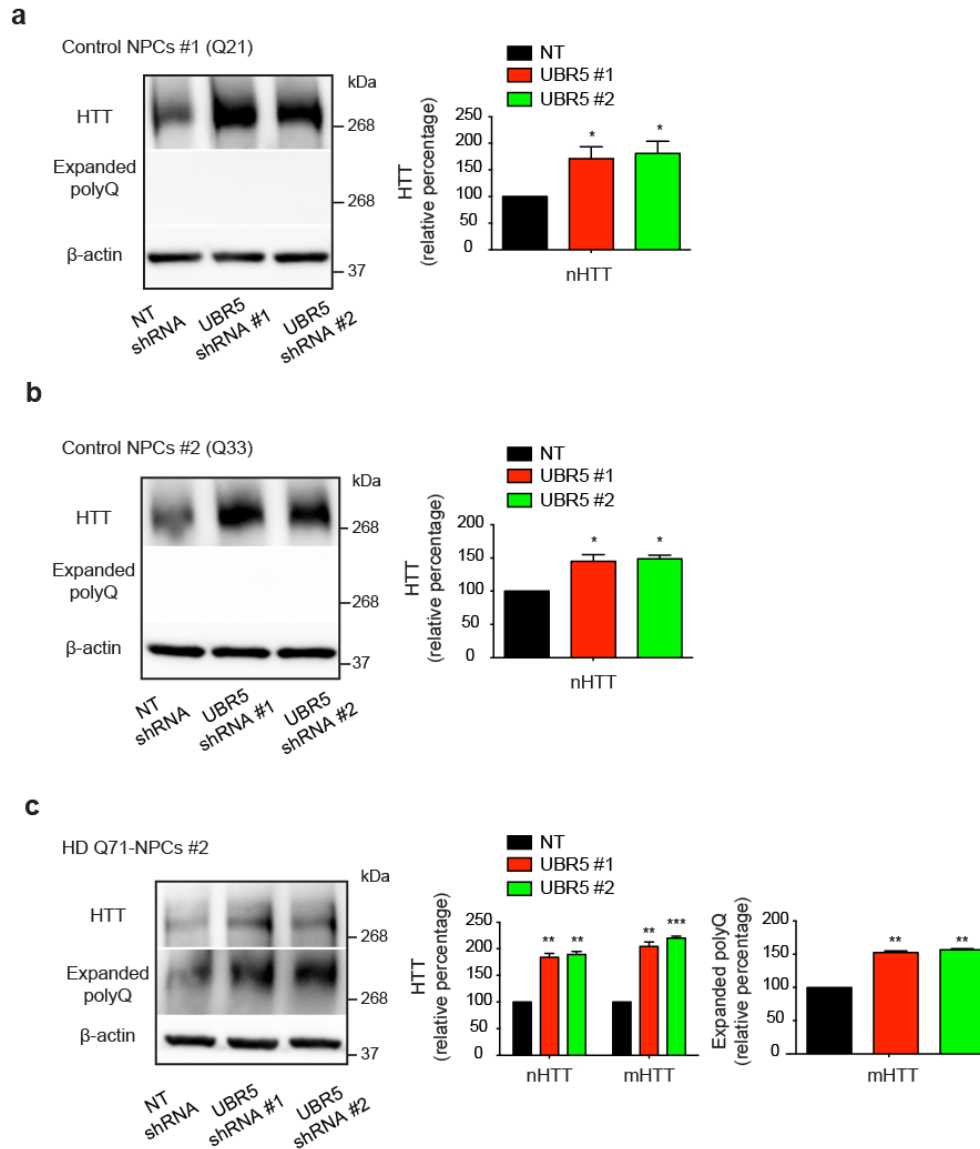 a
Control NPCs #1 (Q21)
kDa
HTT
268
Expanded
polyQ
268
β-actin
37
NT
shRNA
UBR5
shRNA #1
UBR5
shRNA #2
NT
UBR5 #1
UBR5 #2
HTT
(relative percentage)
250
200
150
100
50
0
*
*
nHTT
b
Control NPCs #2 (Q33)
kDa
HTT
268
Expanded
polyQ
268
β-actin
37
NT
shRNA
UBR5
shRNA #1
UBR5
shRNA #2
NT
UBR5 #1
UBR5 #2
HTT
(relative percentage)
200
150
100
50
0
*
*
nHTT
c
HD Q71-NPCs #2
kDa
HTT
268
Expanded
polyQ
268
β-actin
37
NT
shRNA
UBR5
shRNA #1
UBR5
shRNA #2
NT
UBR5 #1
UBR5 #2
HTT
(relative percentage)
250
200
150
100
50
0
** **
** ***
nHTT
mHTT
Expanded polyQ
(relative percentage)
200
150
100
50
0
**
**
mHTT